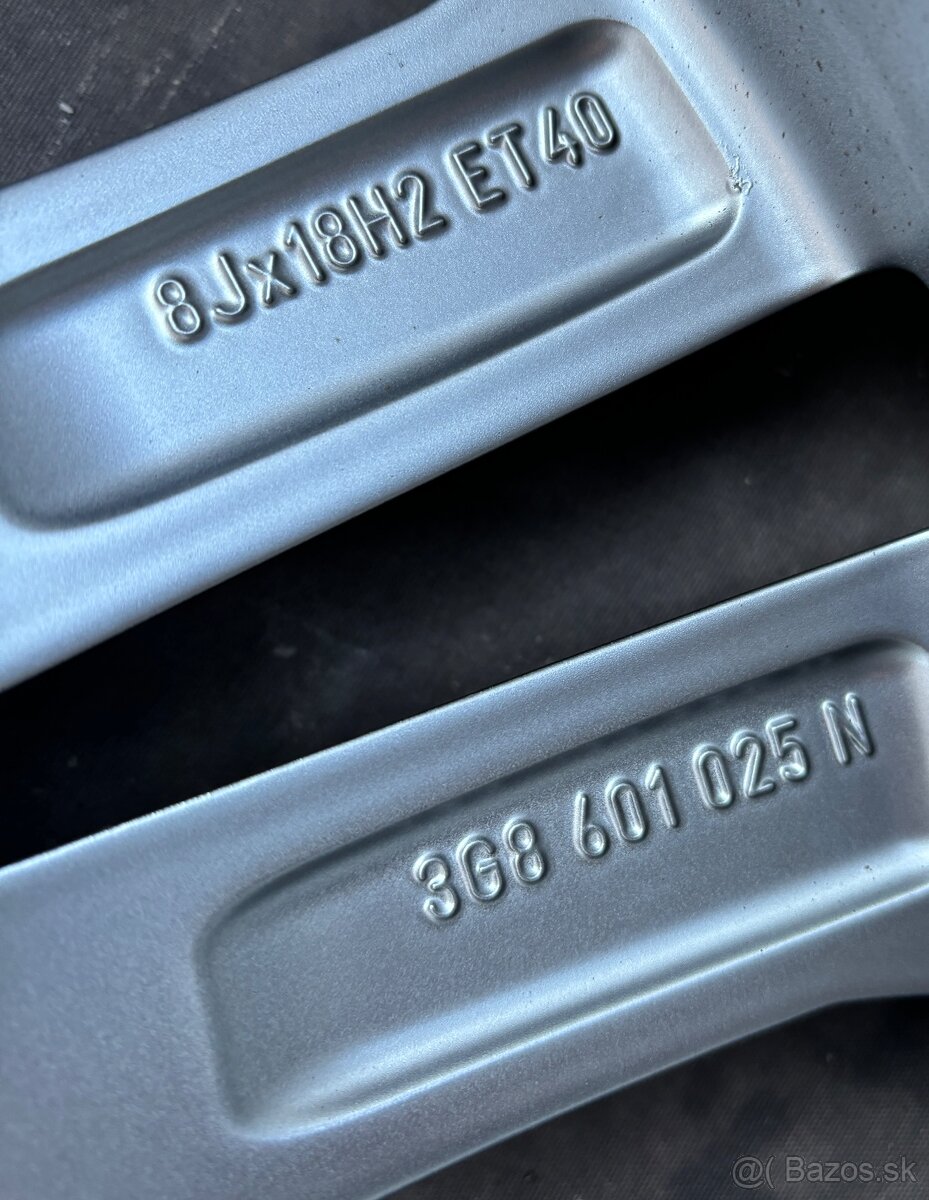 8Jx18H2 ET40
3G8 601 025 N
@( Bazos.sk